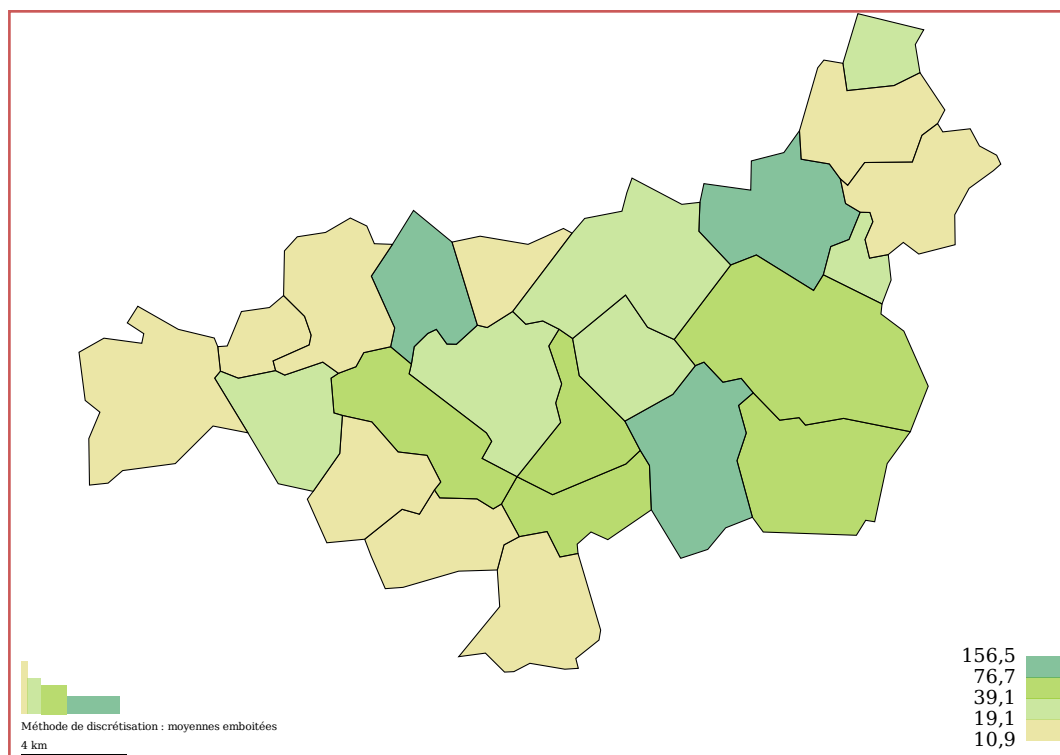 156,5
76,7
39,1
19,1
10,9
Méthode de discrétisation : moyennes emboitées
4 km